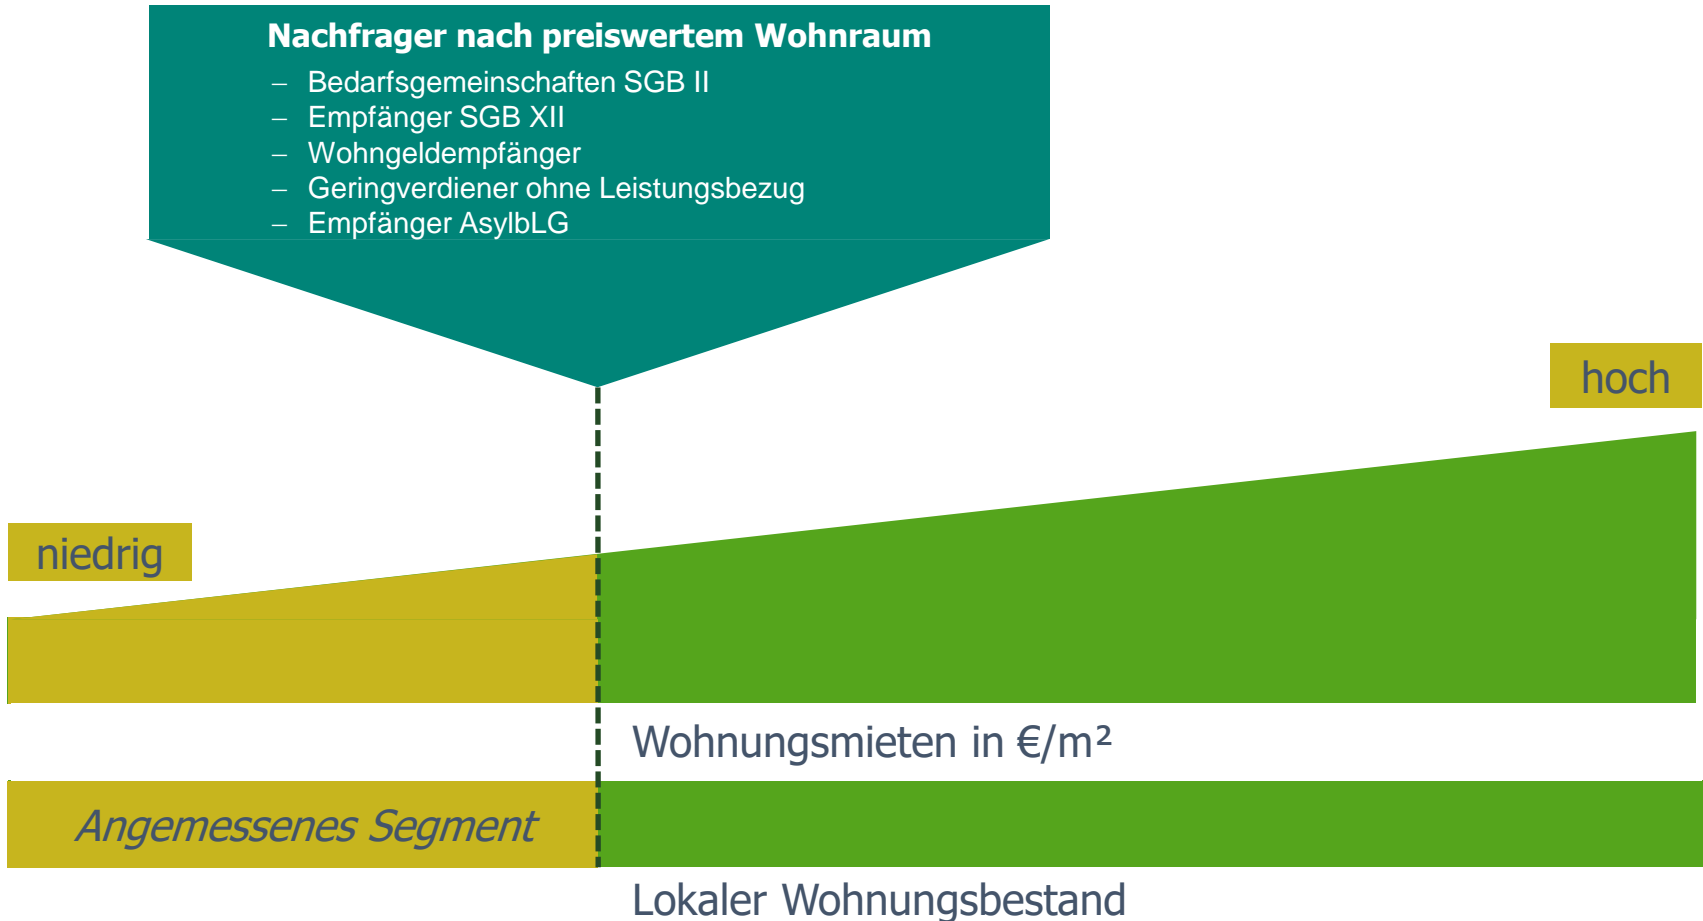 Nachfrager nach preiswertem Wohnraum
– Bedarfsgemeinschaften SGB II
– Empfänger SGB XII
– Wohngeldempfänger
– Geringverdiener ohne Leistungsbezug
– Empfänger AsylbLG
hoch
niedrig
Wohnungsmieten in €/m²
Angemessenes Segment
Lokaler Wohnungsbestand